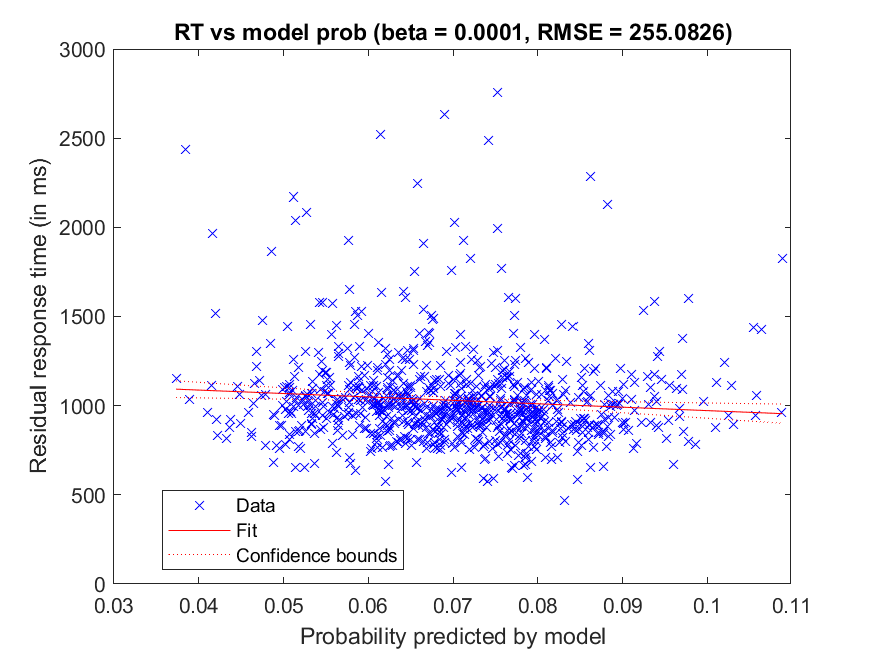 RT vs model prob (beta = 0.0001, RMSE = 255.0826)
3000
2500
2000
1500
1000
500
0
Residual response time (in ms)
Data
Fit
Confidence bounds
0.03 0.04 0.05 0.06 0.07 0.08 0.09 0.1 0.11
Probability predicted by model